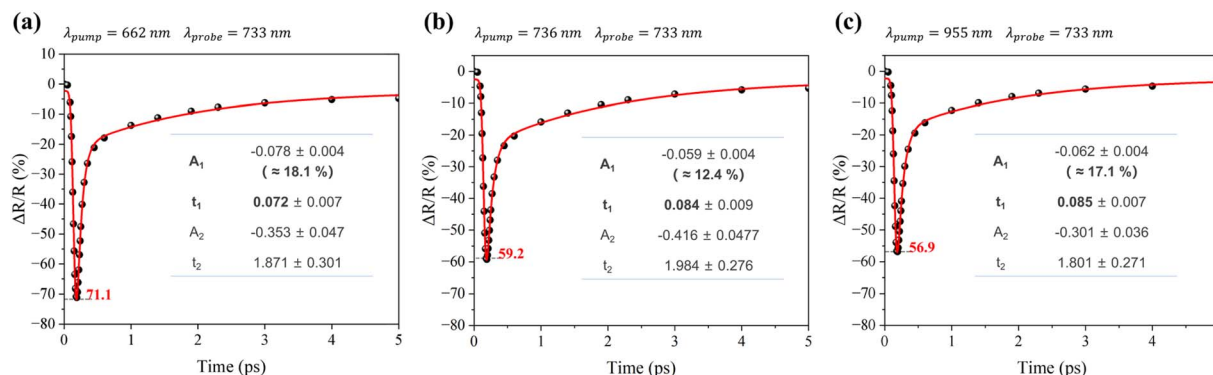 (a)
λpump = 662 nm λprobe = 733 nm
10
0
−10
−20
−30
−40
−50
−60
−70
−80
ΔR/R (%)
A1 -0.078 ± 0.004
( ≈ 18.1 % )
t1 0.072 ± 0.007
A2 -0.353 ± 0.047
t2 1.871 ± 0.301
71.1
0 1 2 3 4 5
Time (ps)
(b)
λpump = 736 nm λprobe = 733 nm
0
−10
−20
−30
−40
−50
−60
−70
−80
ΔR/R (%)
A1 -0.059 ± 0.004
( ≈ 12.4 % )
t1 0.084 ± 0.009
A2 -0.416 ± 0.0477
t2 1.984 ± 0.276
59.2
0 1 2 3 4 5
Time (ps)
(c)
λpump = 955 nm λprobe = 733 nm
0
−10
−20
−30
−40
−50
−60
−70
−80
ΔR/R (%)
A1 -0.062 ± 0.004
( ≈ 17.1 % )
t1 0.085 ± 0.007
A2 -0.301 ± 0.036
t2 1.801 ± 0.271
56.9
0 1 2 3 4
Time (ps)